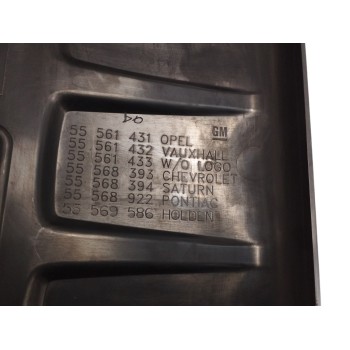 GM
55 561 431 OPEL
55 561 432 VAUXHALL
55 561 433 W/O LOGO
55 568 393 CHEVROLET
55 568 394 SATURN
55 568 922 PONTIAC
55 569 586 HOLDEN